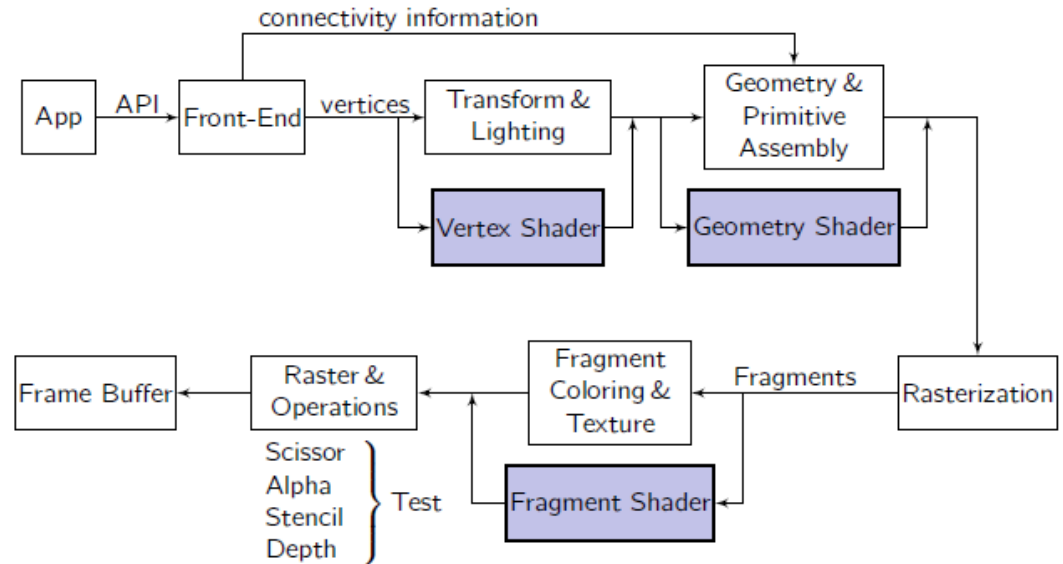 connectivity information
App
API
Front-End
vertices
Transform &
Lighting
Geometry &
Primitive
Assembly
Vertex Shader
Geometry Shader
Frame Buffer
Raster &
Operations
Fragment
Coloring &
Texture
Fragments
Rasterization
Scissor
Alpha
Stencil
Depth
Test
Fragment Shader